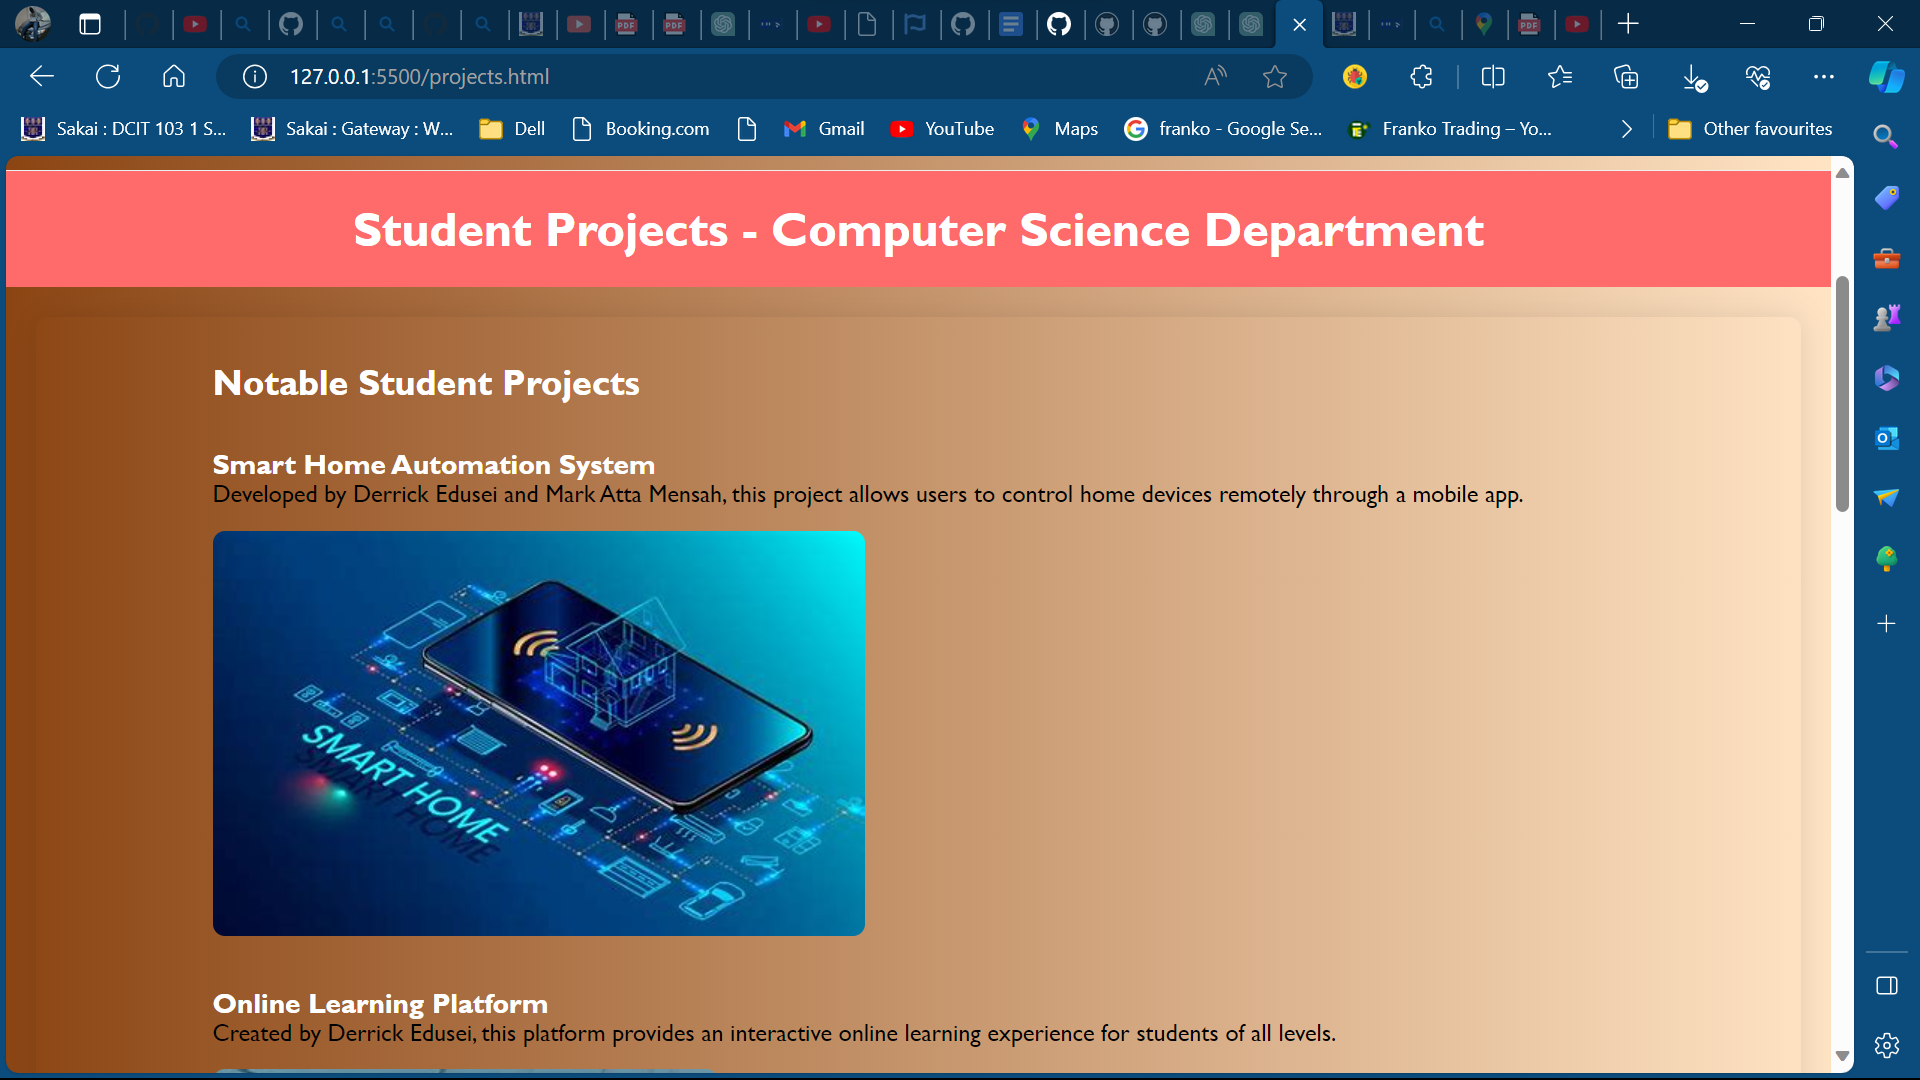 127.0.0.1:5500/projects.html
Sakai : DCIT 103 1 S... Sakai : Gateway : W... Dell Booking.com Gmail YouTube Maps franko - Google Se... Franko Trading – Yo... Other favourites
Student Projects - Computer Science Department
Notable Student Projects
Smart Home Automation System
Developed by Derrick Edusei and Mark Atta Mensah, this project allows users to control home devices remotely through a mobile app.
SMART HOME
Online Learning Platform
Created by Derrick Edusei, this platform provides an interactive online learning experience for students of all levels.